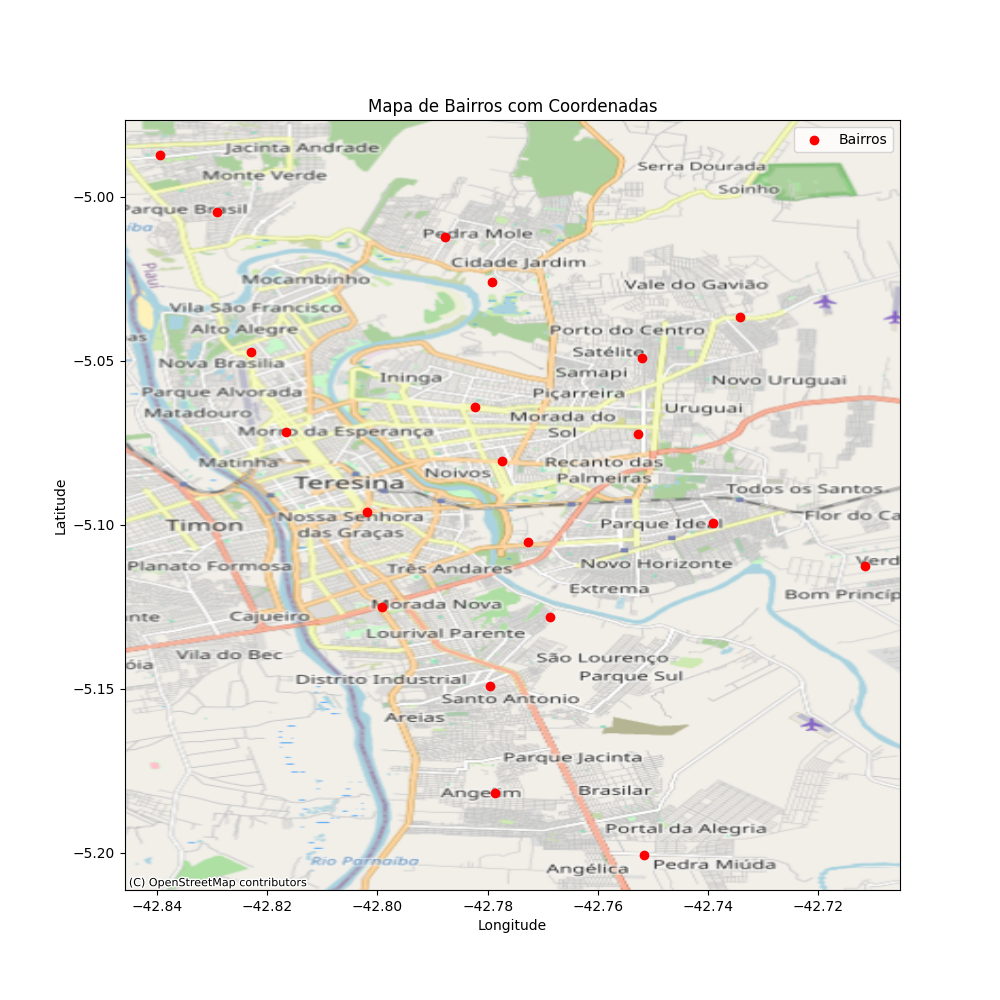 Mapa de Bairros com Coordenadas
Bairros
Jacinta Andrade
Serra Dourada
Monte Verde
Soinho
Parque Brasil
Pedra Mole
Cidade Jardim
Piauí
Mocambinho
Vale do Gavião
Vila São Francisco
Alto Alegre
Porto do Centro
Satélite
Nova Brasilia
Samapi
Ininga
Novo Uruguai
Parque Alvorada
Piçarreira
Matadouro
Uruguai
Morada do
Sol
Morro da Esperança
Matinha
Noivos
Recanto das
Palmeiras
Teresina
Todos os Santos
Nossa Senhora
das Graças
Timon
Parque Ideal
Flor do Ca
Planato Formosa
Três Andares
Novo Horizonte
Verd
Extrema
Bom Princíp
Morada Nova
Cajueiro
Lourival Parente
Vila do Bec
São Lourenço
Parque Sul
Distrito Industrial
Santo Antonio
Areias
Parque Jacinta
Angelim
Brasilar
Portal da Alegria
Rio Parnaíba
Angélica
Pedra Miúda
(C) OpenStreetMap contributors
−5.00
−5.05
−5.10
−5.15
−5.20
Latitude
−42.84
−42.82
−42.80
−42.78
−42.76
−42.74
−42.72
Longitude